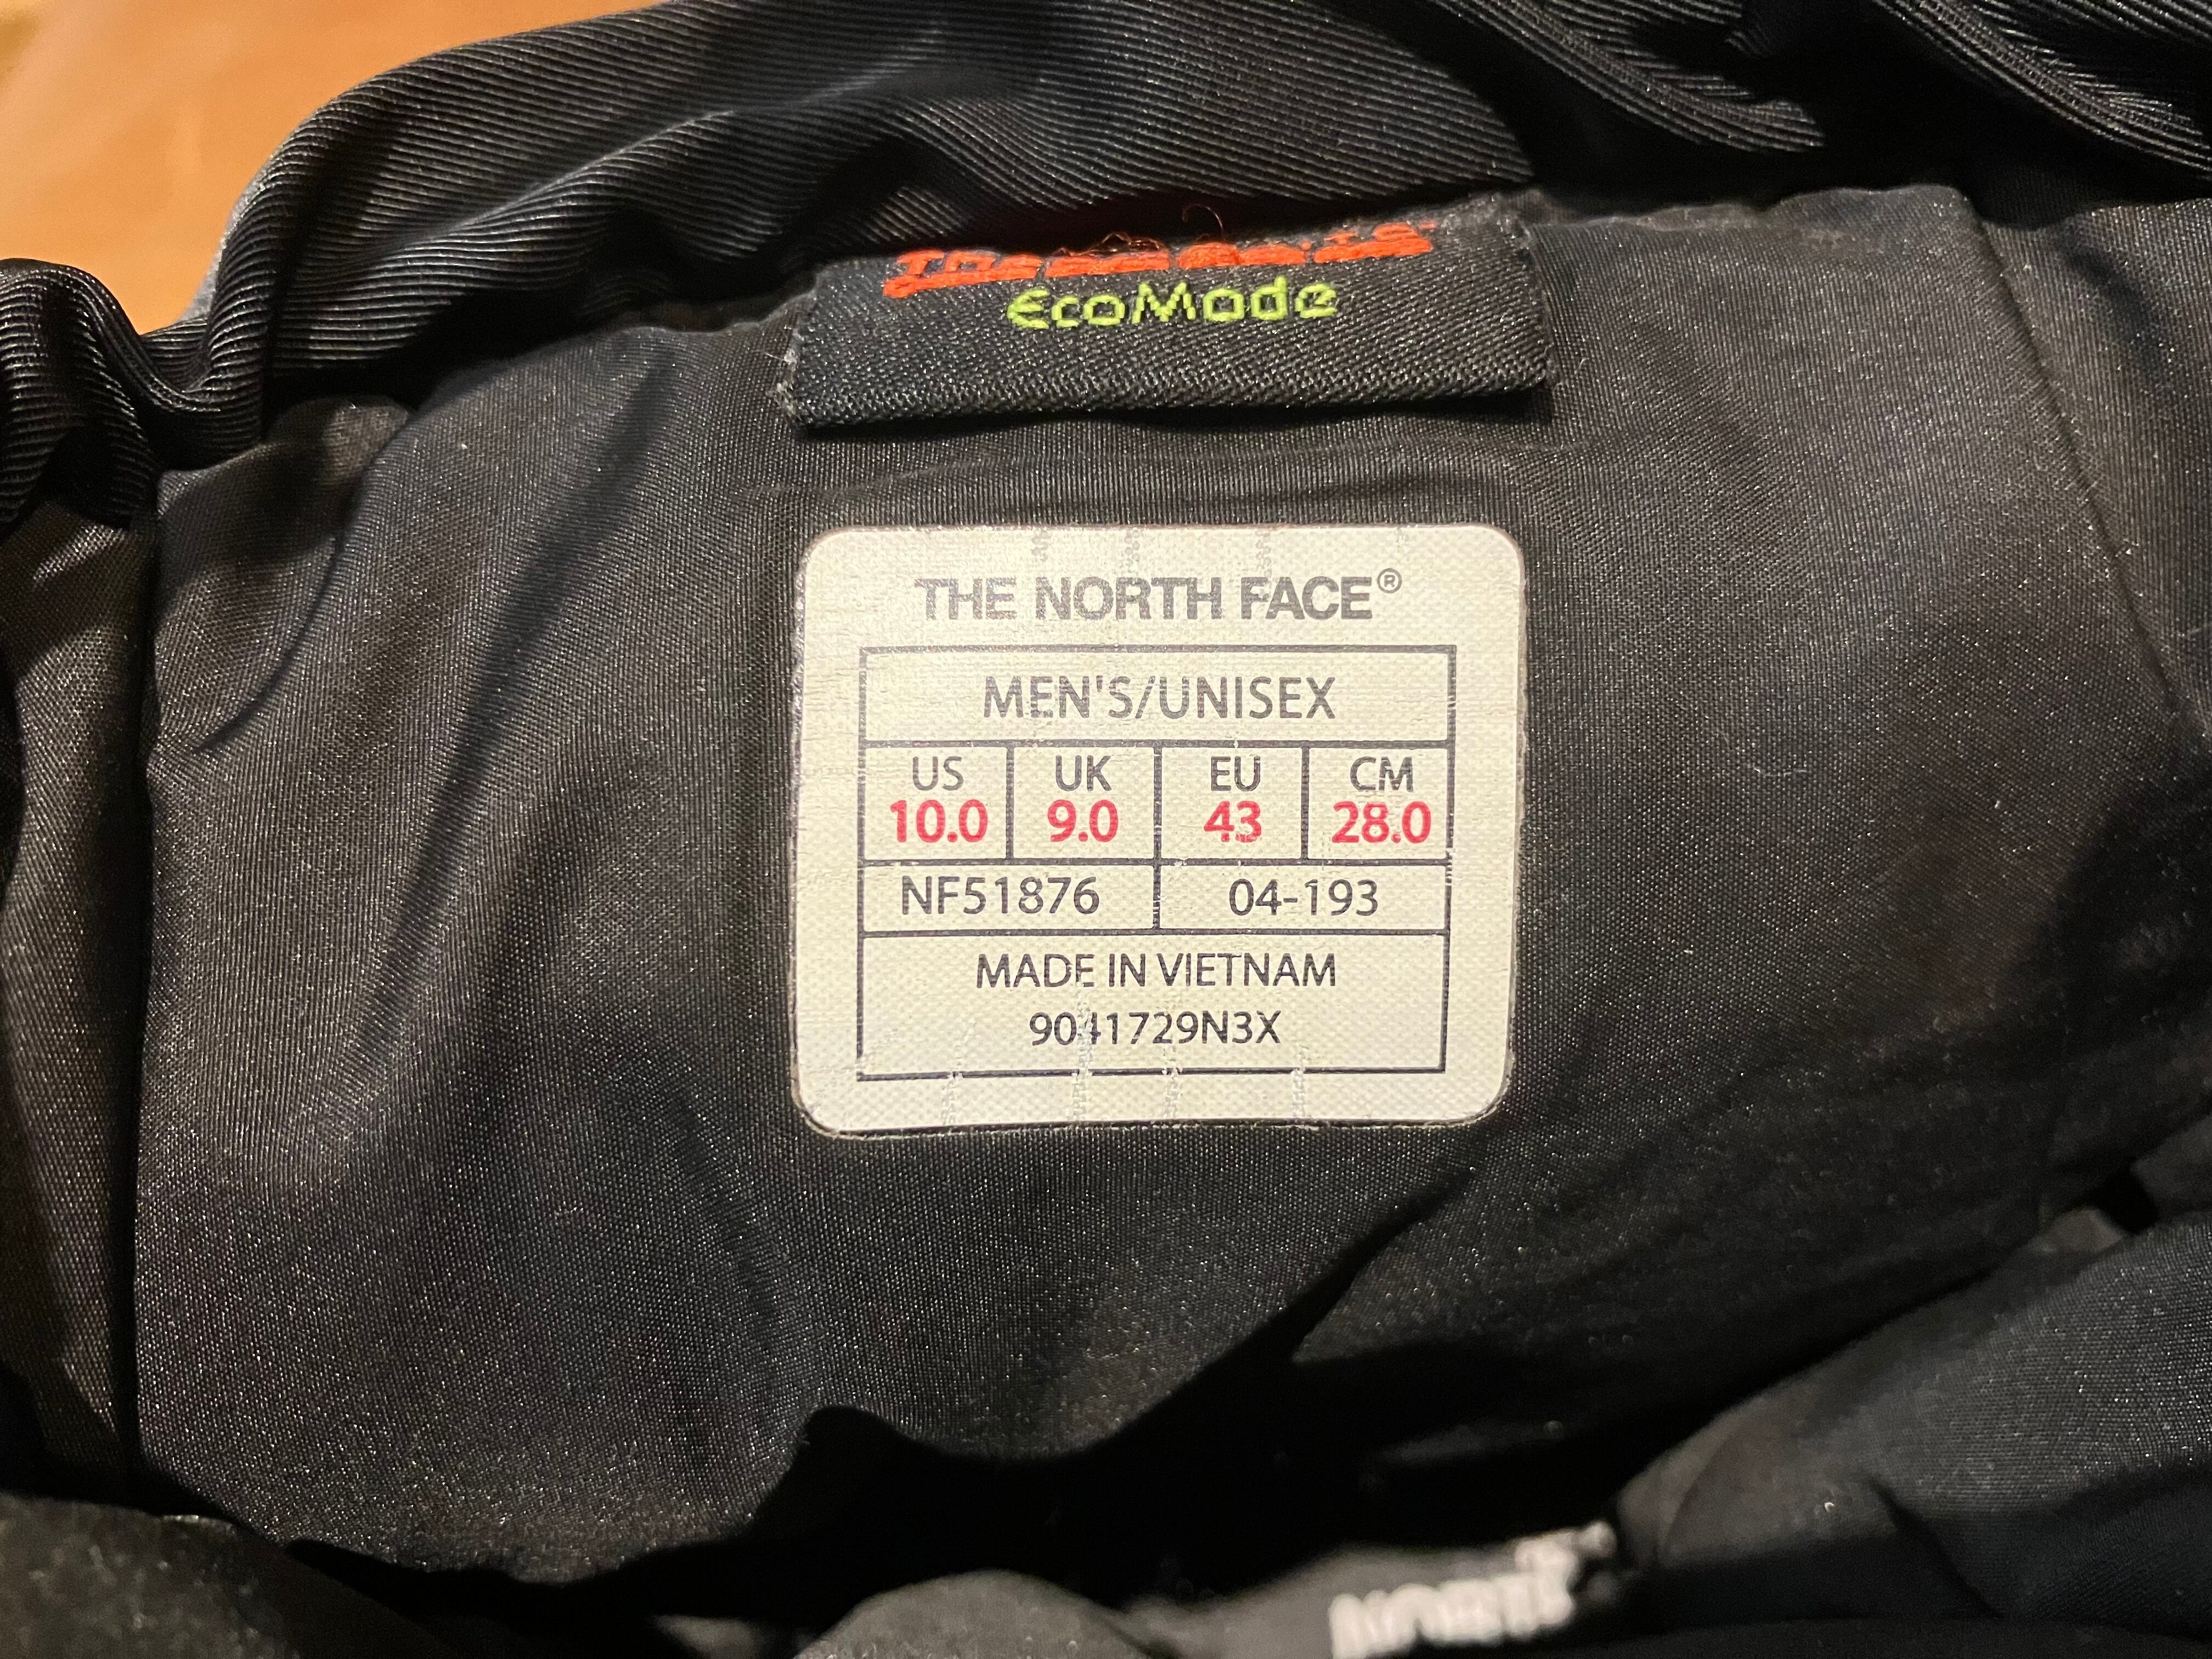 EcoMode
THE NORTH FACE®
MEN'S/UNISEX
US UK EU CM
10.0 9.0 43 28.0
NF51876 04-193
MADE IN VIETNAM
9041729N3X